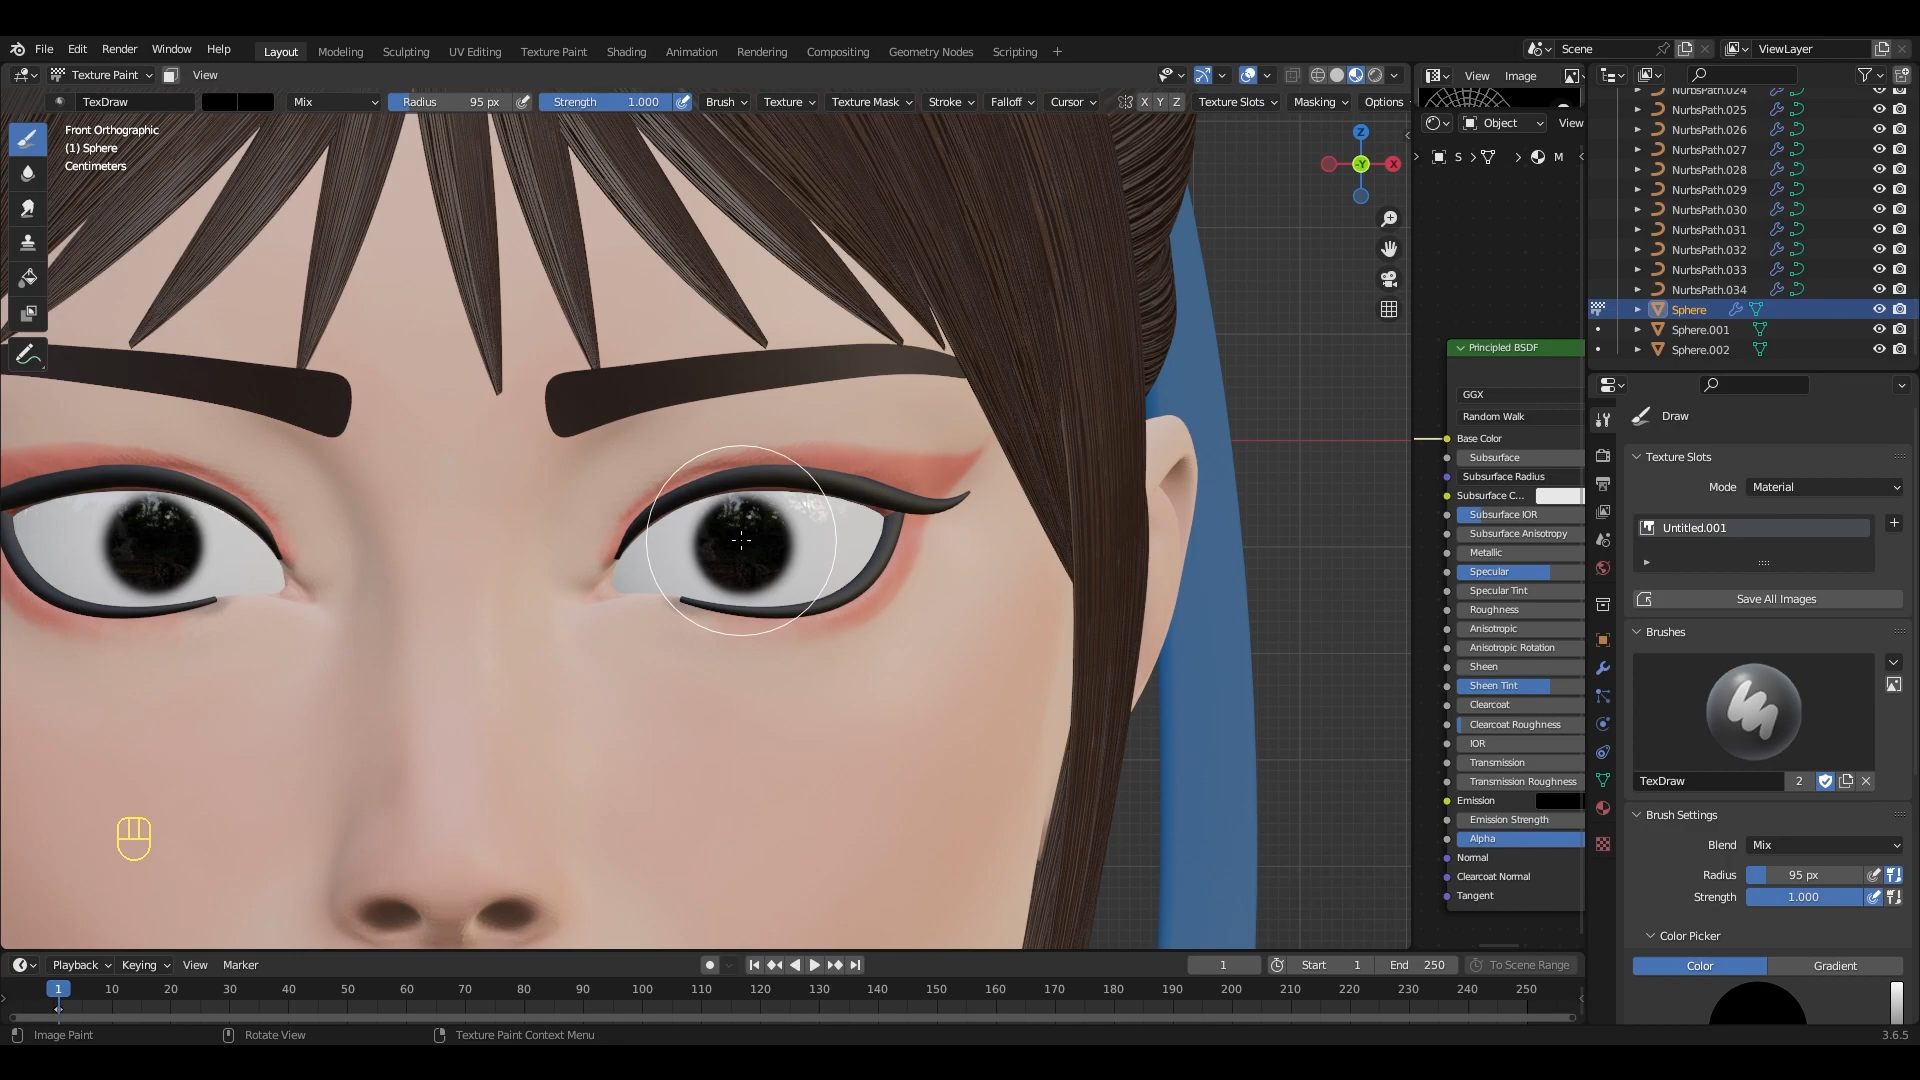 File Edit Render Window Help Layout Modeling Sculpting UV Editing Texture Paint Shading Animation Rendering Compositing Geometry Nodes Scripting + Scene ViewLayer
Texture Paint View View Image
TexDraw Mix Radius 95 px Strength 1.000 Brush Texture Texture Mask Stroke Falloff Cursor X Y Z Texture Slots Masking Options
Front Orthographic
(1) Sphere
Centimeters
Z
-Y
X
Object View
S M
NurbsPath.024
NurbsPath.025
NurbsPath.026
NurbsPath.027
NurbsPath.028
NurbsPath.029
NurbsPath.030
NurbsPath.031
NurbsPath.032
NurbsPath.033
NurbsPath.034
Sphere
Sphere.001
Sphere.002
Principled BSDF
GGX
Random Walk
Base Color
Subsurface
Subsurface Radius
Subsurface C...
Subsurface IOR
Subsurface Anisotropy
Metallic
Specular
Specular Tint
Roughness
Anisotropic
Anisotropic Rotation
Sheen
Sheen Tint
Clearcoat
Clearcoat Roughness
IOR
Transmission
Transmission Roughness
Emission
Emission Strength
Alpha
Normal
Clearcoat Normal
Tangent
Draw
Texture Slots
Mode Material
Untitled.001
Save All Images
Brushes
TexDraw 2
Brush Settings
Blend Mix
Radius 95 px
Strength 1.000
Color Picker
Color Gradient
Playback Keying View Marker 1 Start 1 End 250 To Scene Range
1 10 20 30 40 50 60 70 80 90 100 110 120 130 140 150 160 170 180 190 200 210 220 230 240 250
Image Paint Rotate View Texture Paint Context Menu 3.6.5